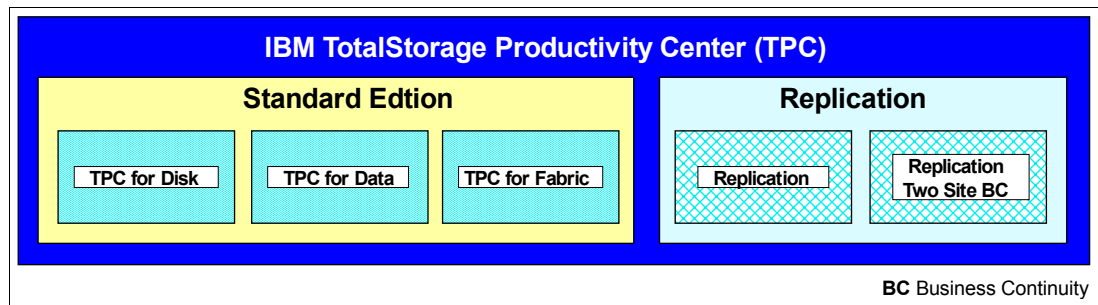 IBM TotalStorage Productivity Center (TPC)
Standard Edtion
Replication
TPC for Disk
TPC for Data
TPC for Fabric
Replication
Replication
Two Site BC
BC Business Continuity